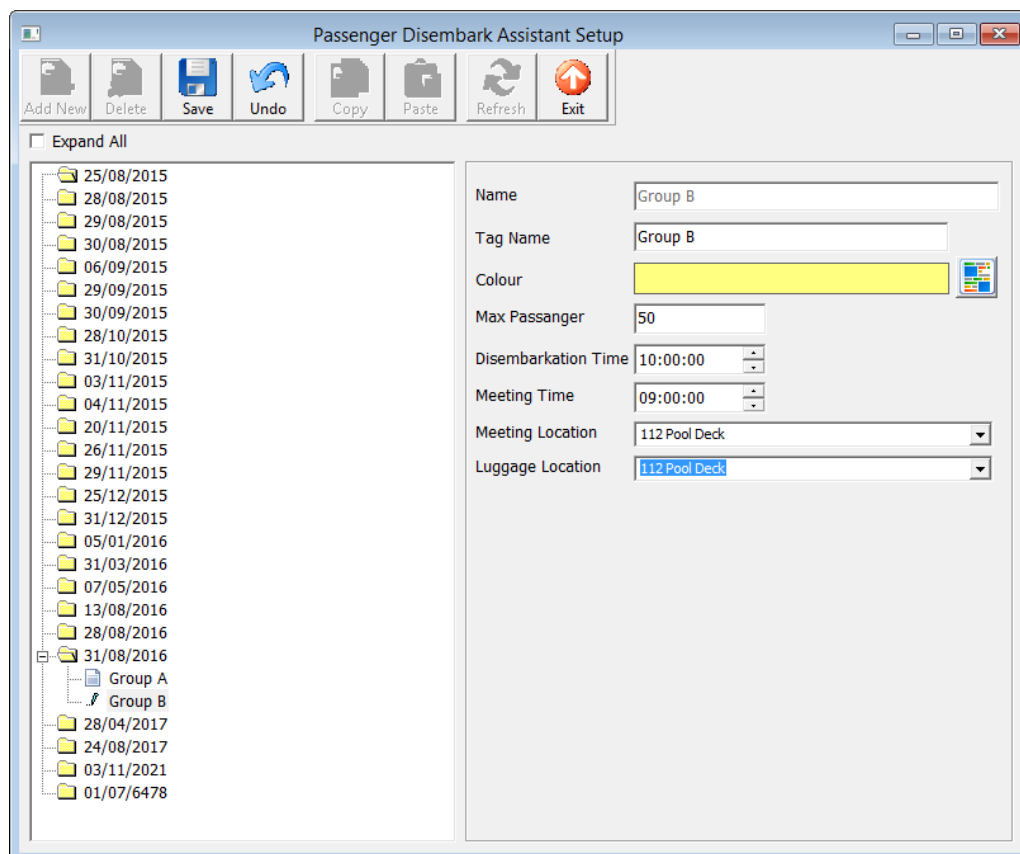 Passenger Disembark Assistant Setup
Add New Delete Save Undo Copy Paste Refresh Exit
Expand All
25/08/2015
28/08/2015
29/08/2015
30/08/2015
06/09/2015
29/09/2015
30/09/2015
28/10/2015
31/10/2015
03/11/2015
04/11/2015
20/11/2015
26/11/2015
29/11/2015
25/12/2015
31/12/2015
05/01/2016
31/03/2016
07/05/2016
13/08/2016
28/08/2016
31/08/2016
Group A
Group B
28/04/2017
24/08/2017
03/11/2021
01/07/6478
Name Group B
Tag Name Group B
Colour
Max Passanger 50
Disembarkation Time 10:00:00
Meeting Time 09:00:00
Meeting Location 112 Pool Deck
Luggage Location 112 Pool Deck